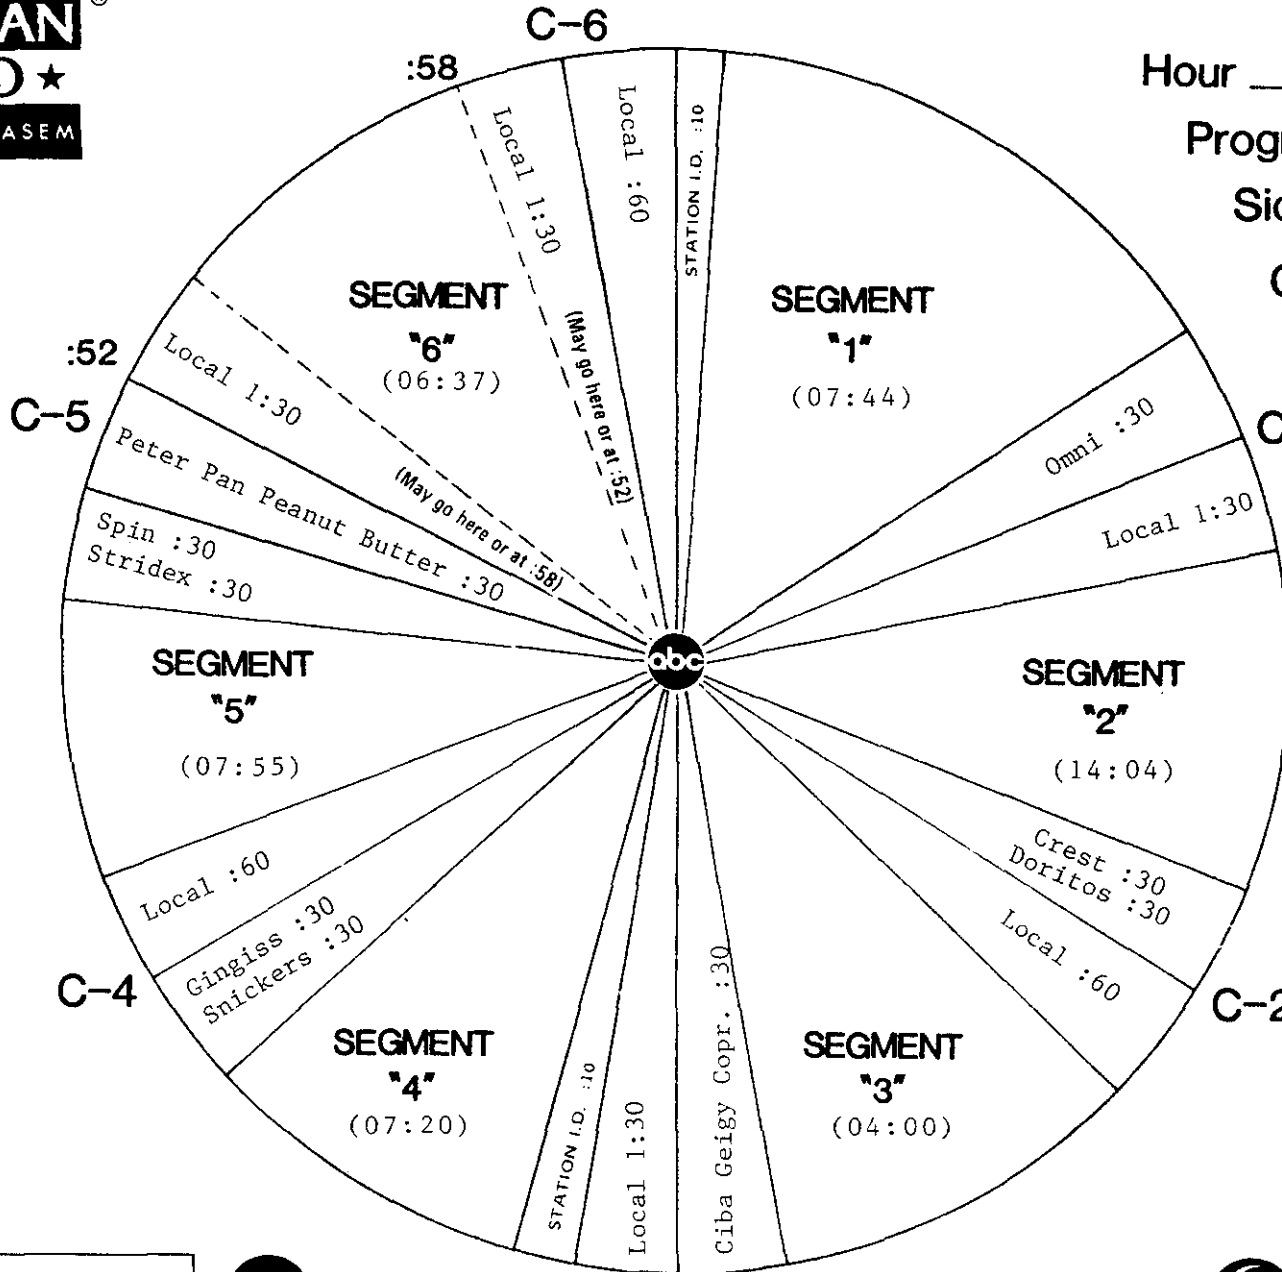 AN
ASEM
C-6
:58
Hour
Local 1:30
Local :60
STATION I.D. :10
SEGMENT
"6"
(06:37)
(May go here or at :52)
SEGMENT
"1"
(07:44)
:52
C-5
Local 1:30
(May go here or at :58)
Peter Pan Peanut Butter :30
Spin :30
Stridex :30
Omni :30
Local 1:30
abc
SEGMENT
"5"
(07:55)
SEGMENT
"2"
(14:04)
Crest :30
Doritos :30
Local :60
C-2
Local :60
Gingiss :30
Snickers :30
C-4
SEGMENT
"4"
(07:20)
STATION I.D. :10
Local 1:30
Ciba Geigy Copr. :30
SEGMENT
"3"
(04:00)